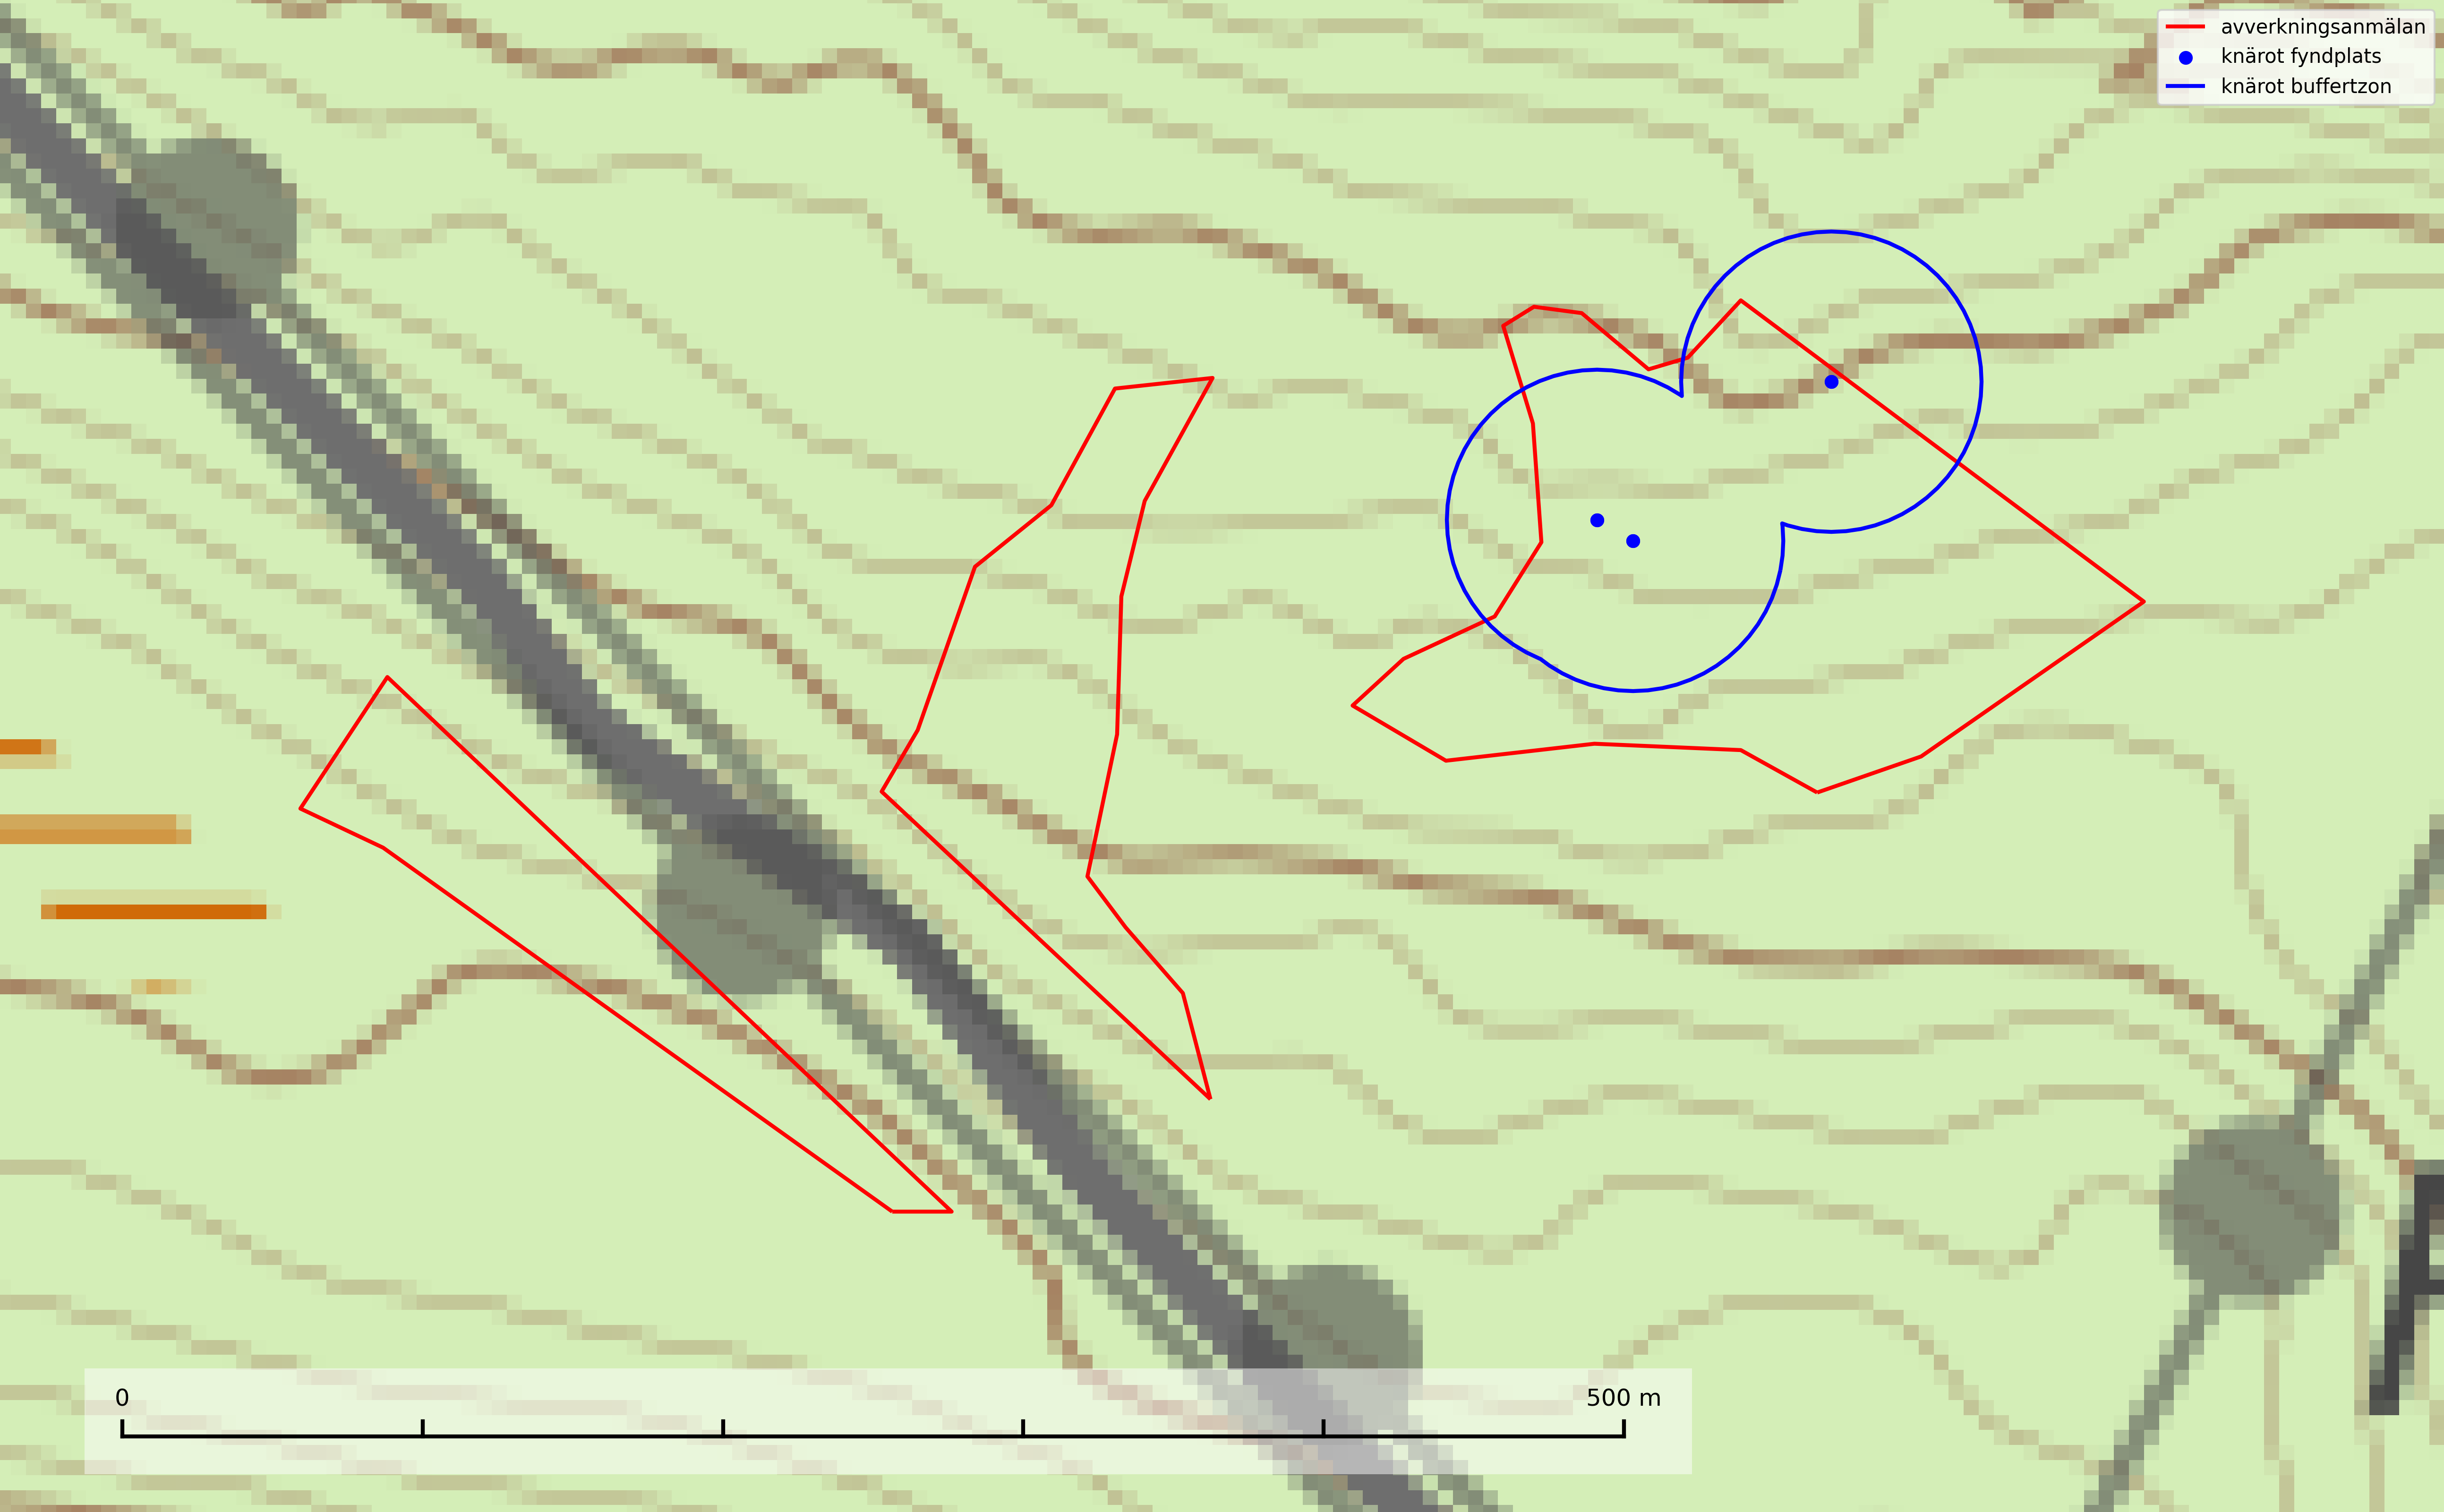 avverkningsanmälan
knärot fyndplats
knärot buffertzon
0 500 m